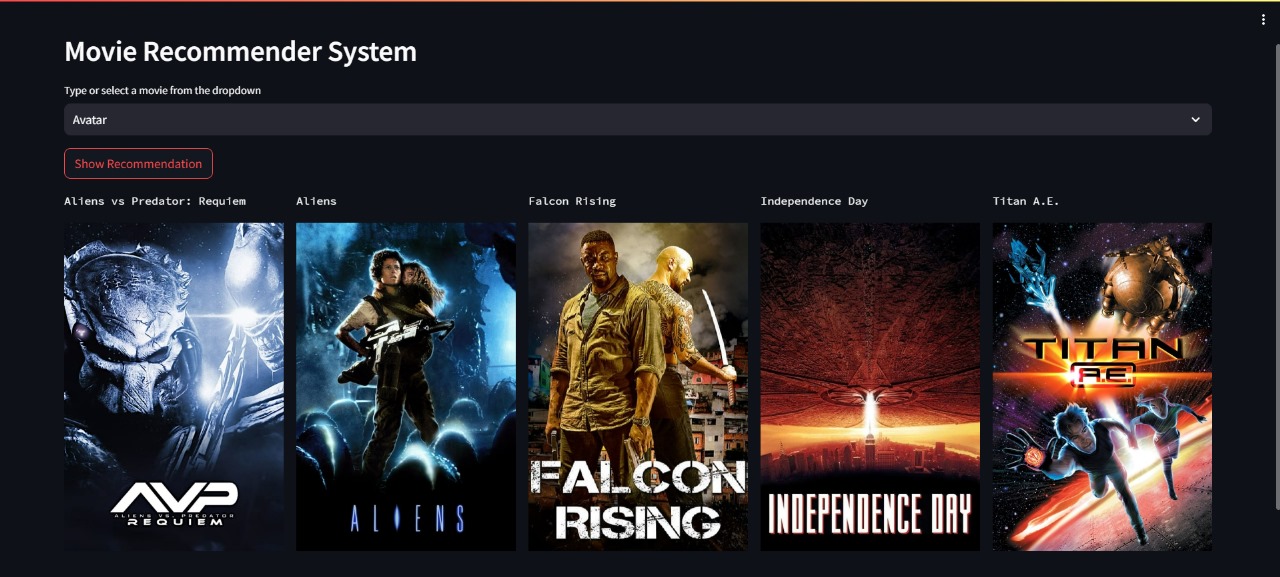 Movie Recommender System
Type or select a movie from the dropdown
Avatar
Show Recommendation
Aliens vs Predator: Requiem
Aliens
Falcon Rising
Independence Day
Titan A.E.
AVP
ALIENS VS. PREDATOR
REQUIEM
ALIENS
FALCON
RISING
INDEPENDENCE DAY
TITAN
A.E.